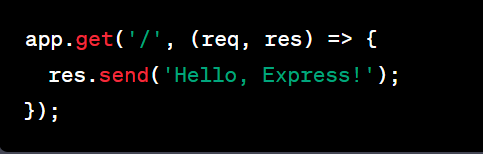 app.get('/', (req, res) => {
  res.send('Hello, Express!');
});